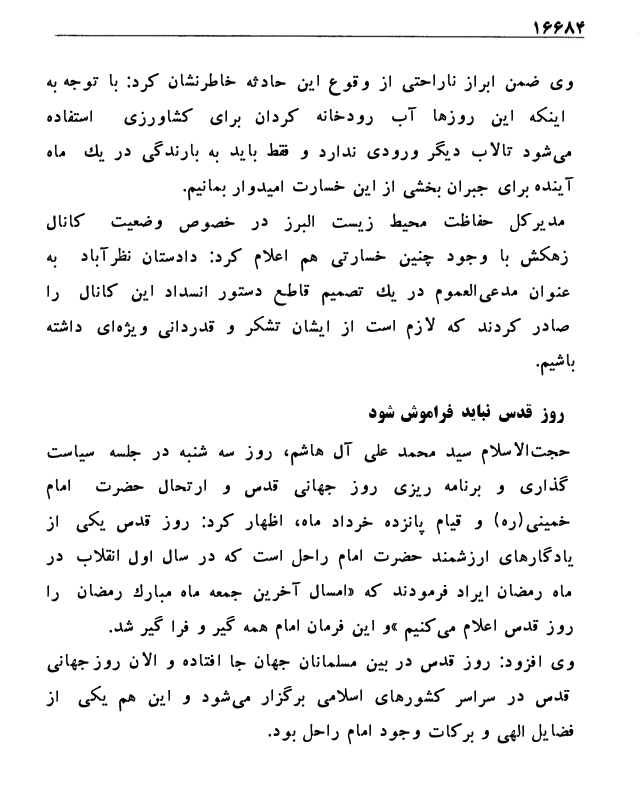 ۱۶۶۸۴
وی ضمن ابراز ناراحتی از وقوع این حادثه خاطرنشان کرد: با توجه به
اینکه این روزها آب رودخانه کردان برای کشاورزی استفاده
می‌شود تالاب دیگر ورودی ندارد و فقط باید به بارندگی در یك ماه
آینده برای جبران بخشی از این خسارت امیدوار بمانیم.
مدیرکل حفاظت محیط زیست البرز در خصوص وضعیت کانال
زهکش با وجود چنین خسارتی هم اعلام کرد: دادستان نظرآباد به
عنوان مدعی‌العموم در یك تصمیم قاطع دستور انسداد این کانال را
صادر کردند که لازم است از ایشان تشکر و قدردانی ویژه‌ای داشته
باشیم.
روز قدس نباید فراموش شود
حجت‌الاسلام سید محمد علی آل هاشم، روز سه شنبه در جلسه سیاست
گذاری و برنامه ریزی روز جهانی قدس و ارتحال حضرت امام
خمینی(ره) و قیام پانزده خرداد ماه، اظهار کرد: روز قدس یکی از
یادگارهای ارزشمند حضرت امام راحل است که در سال اول انقلاب در
ماه رمضان ایراد فرمودند که «امسال آخرین جمعه ماه مبارك رمضان را
روز قدس اعلام می‌کنیم »و این فرمان امام همه گیر و فرا گیر شد.
وی افزود: روز قدس در بین مسلمانان جهان جا افتاده و الان روز جهانی
قدس در سراسر کشورهای اسلامی برگزار می‌شود و این هم یکی از
فضایل الهی و برکات وجود امام راحل بود.